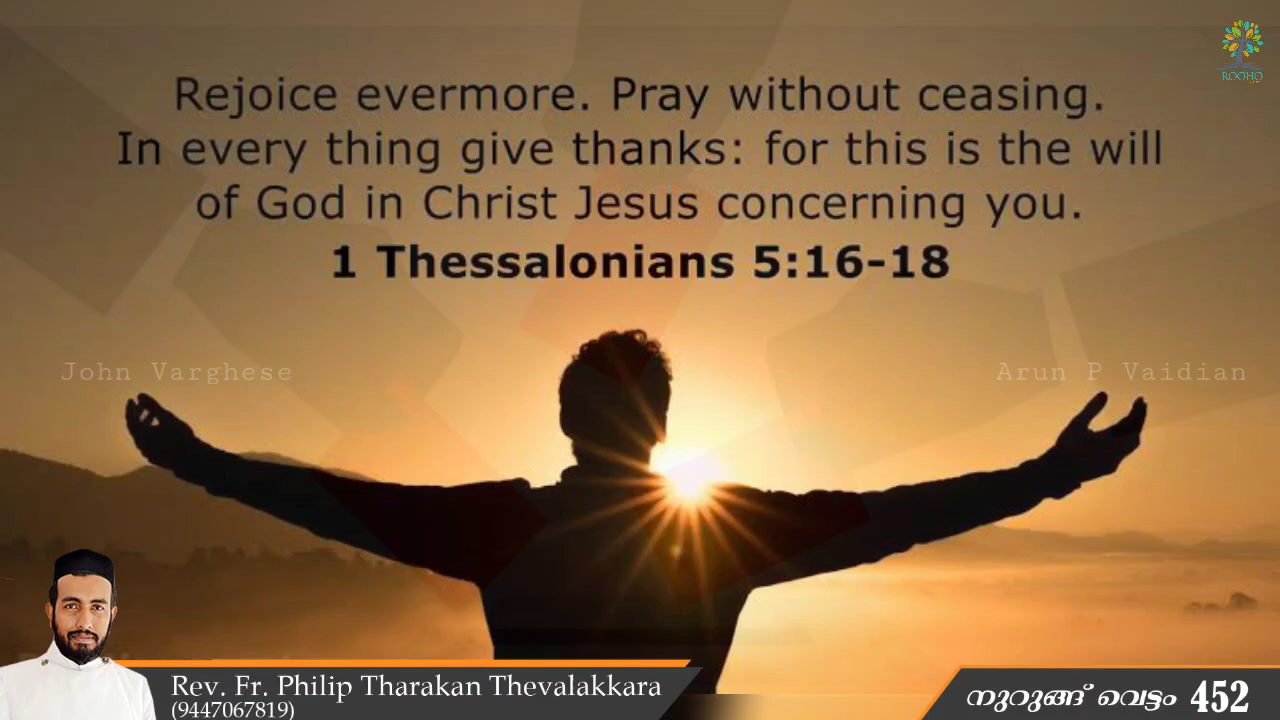 ROOHO
Rejoice evermore. Pray without ceasing.
In every thing give thanks: for this is the will
of God in Christ Jesus concerning you.
1 Thessalonians 5:16-18
John Varghese
Arun P Vaidian
Rev. Fr. Philip Tharakan Thevalakkara
(9447067819)
നുറുങ്ങ് വെട്ടം 452